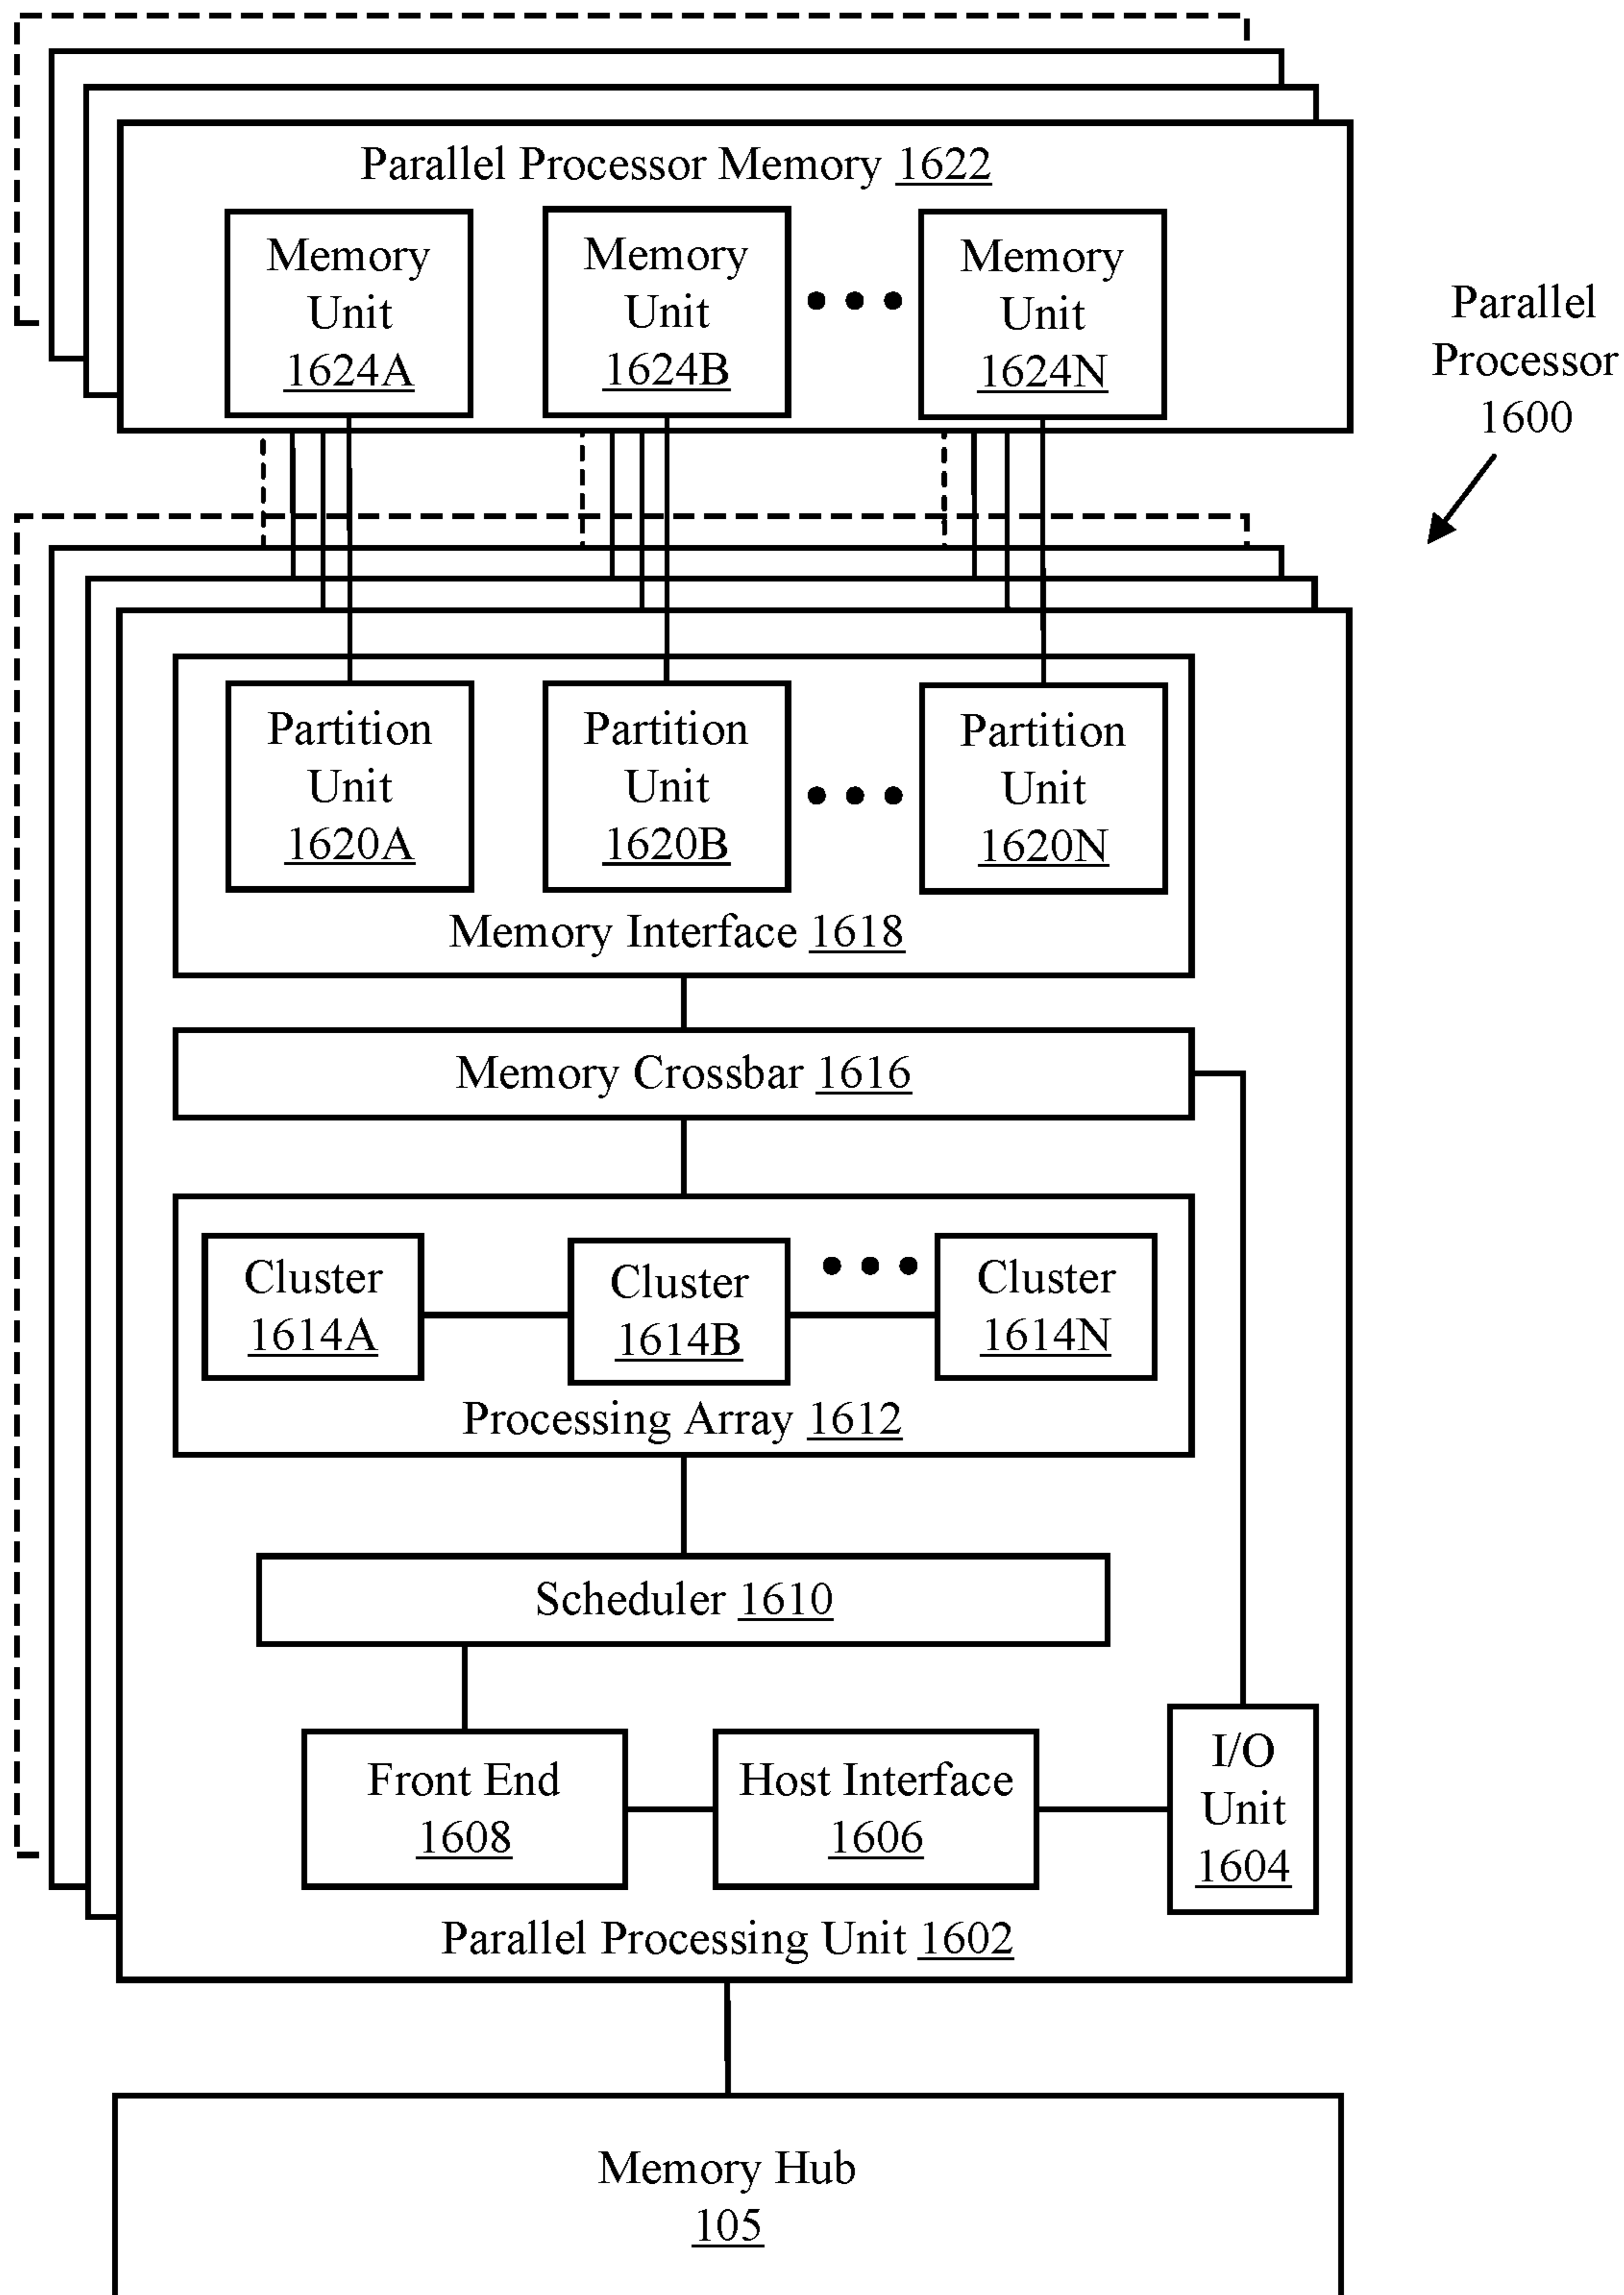 Parallel Processor Memory 1622
Memory
Unit
1624A
Memory
Unit
1624B
Memory
Unit
1624N
Parallel
Processor
1600
Partition
Unit
1620A
Partition
Unit
1620B
Partition
Unit
1620N
Memory Interface 1618
Memory Crossbar 1616
Cluster
1614A
Cluster
1614B
Cluster
1614N
Processing Array 1612
Scheduler 1610
Front End
1608
Host Interface
1606
I/O
Unit
1604
Parallel Processing Unit 1602
Memory Hub
105